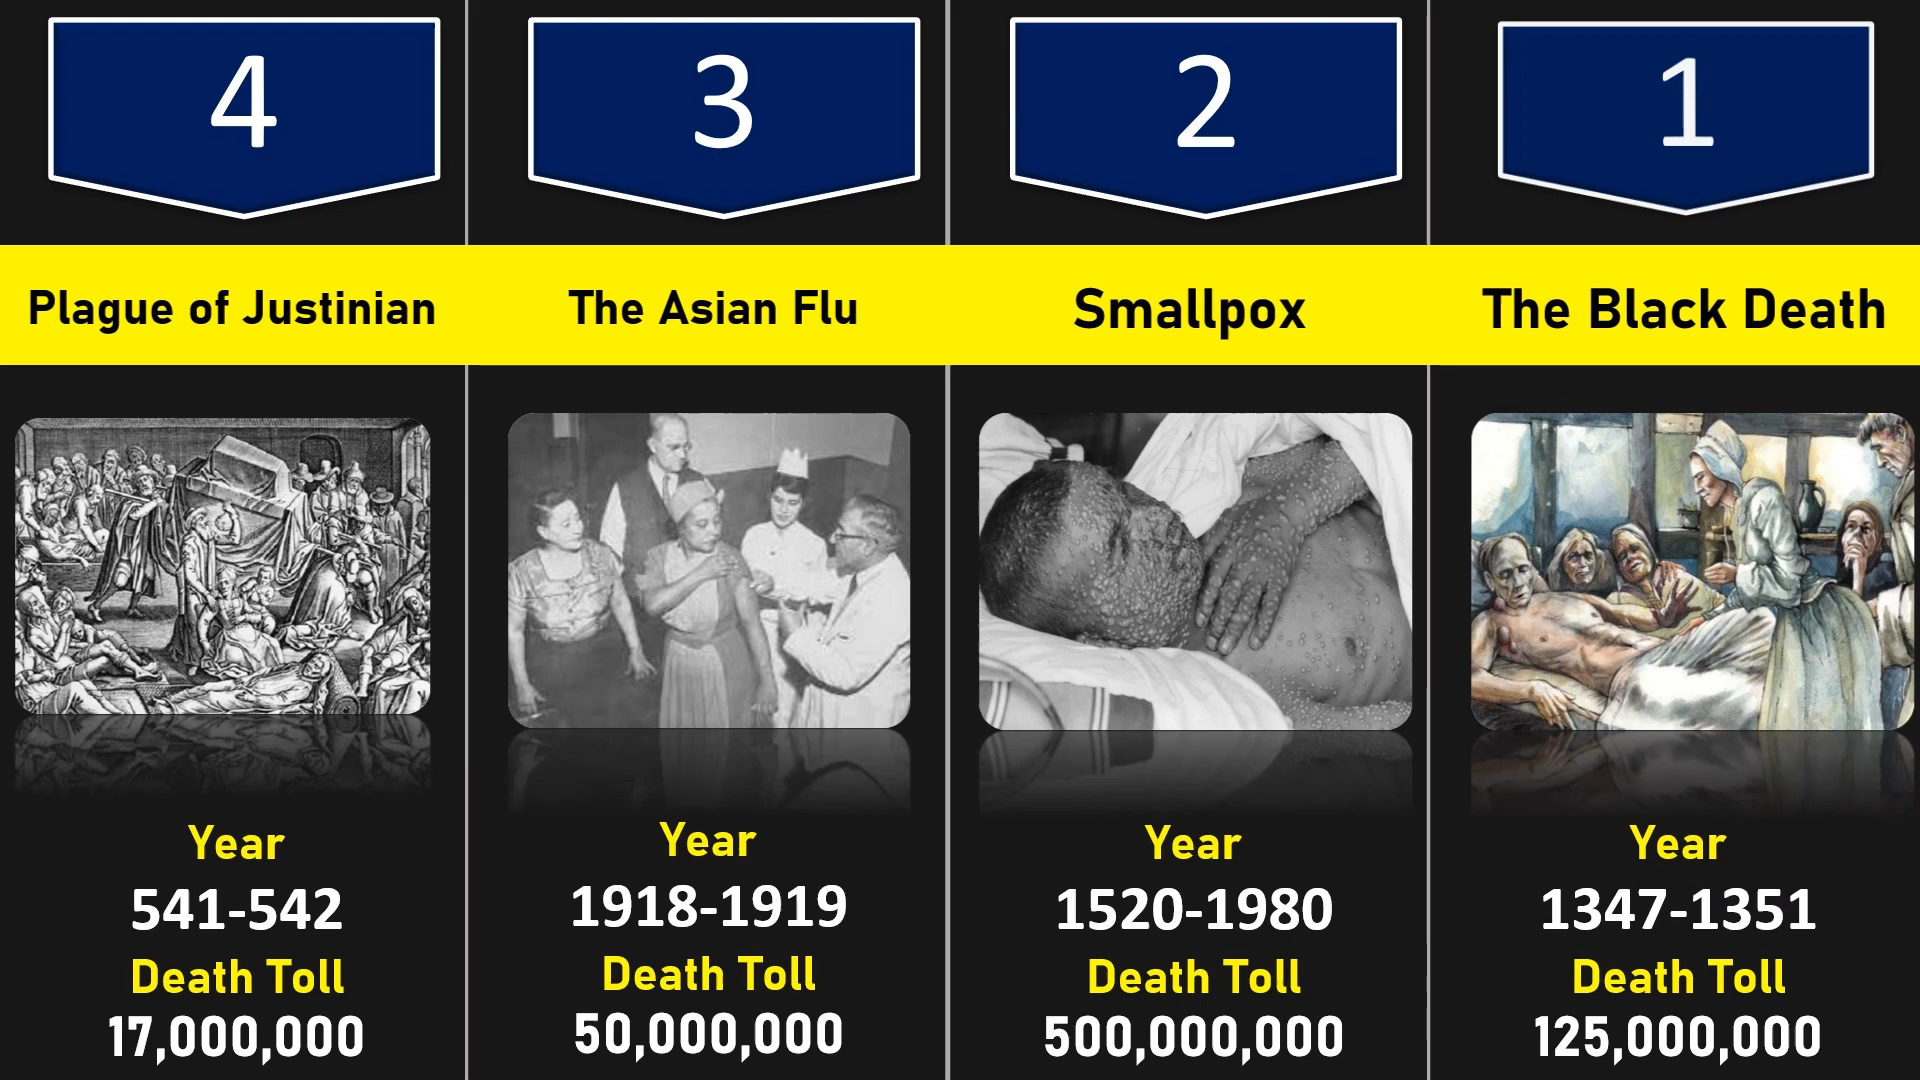 4
Plague of Justinian
Year
541-542
Death Toll
17,000,000
3
The Asian Flu
Year
1918-1919
Death Toll
50,000,000
2
Smallpox
Year
1520-1980
Death Toll
500,000,000
1
The Black Death
Year
1347-1351
Death Toll
125,000,000